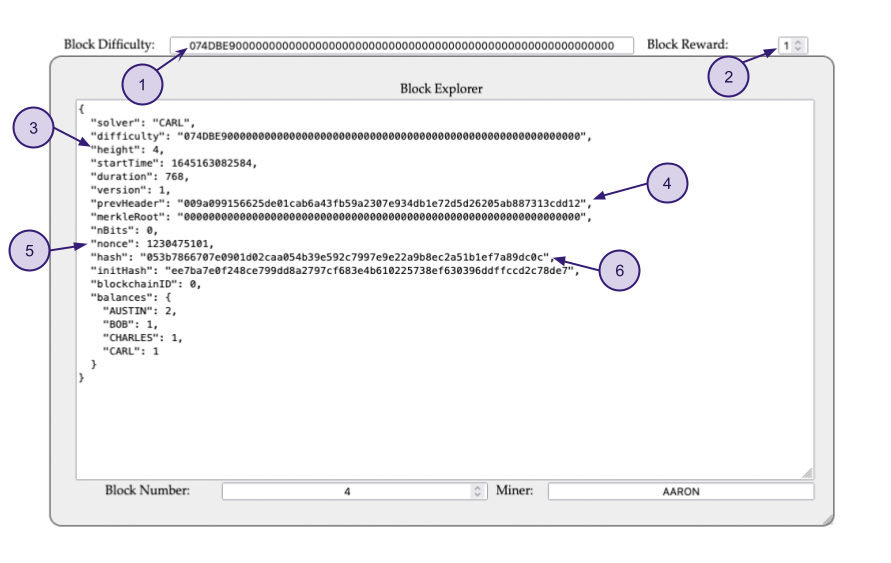 Block Difficulty: 074DBE9000000000000000000000000000000000000000000000000000000000 Block Reward: 1
1
2
Block Explorer
3
4
5
6
{
"solver": "CARL",
"difficulty": "074DBE9000000000000000000000000000000000000000000000000000000000",
"height": 4,
"startTime": 1645163082584,
"duration": 768,
"version": 1,
"prevHeader": "009a099156625de01cab6a43fb59a2307e934db1e72d5d26205ab887313cdd12",
"merkleRoot": "0000000000000000000000000000000000000000000000000000000000000000",
"nBits": 0,
"nonce": 1230475101,
"hash": "053b7866707e0901d02caa054b39e592c7997e9e22a9b8ec2a51b1ef7a89dc0c",
"initHash": "ee7ba7e0f248ce799dd8a2797cf683e4b610225738ef630396ddffccd2c78de7",
"blockchainID": 0,
"balances": {
"AUSTIN": 2,
"BOB": 1,
"CHARLES": 1,
"CARL": 1
}
}
Block Number: 4 Miner: AARON